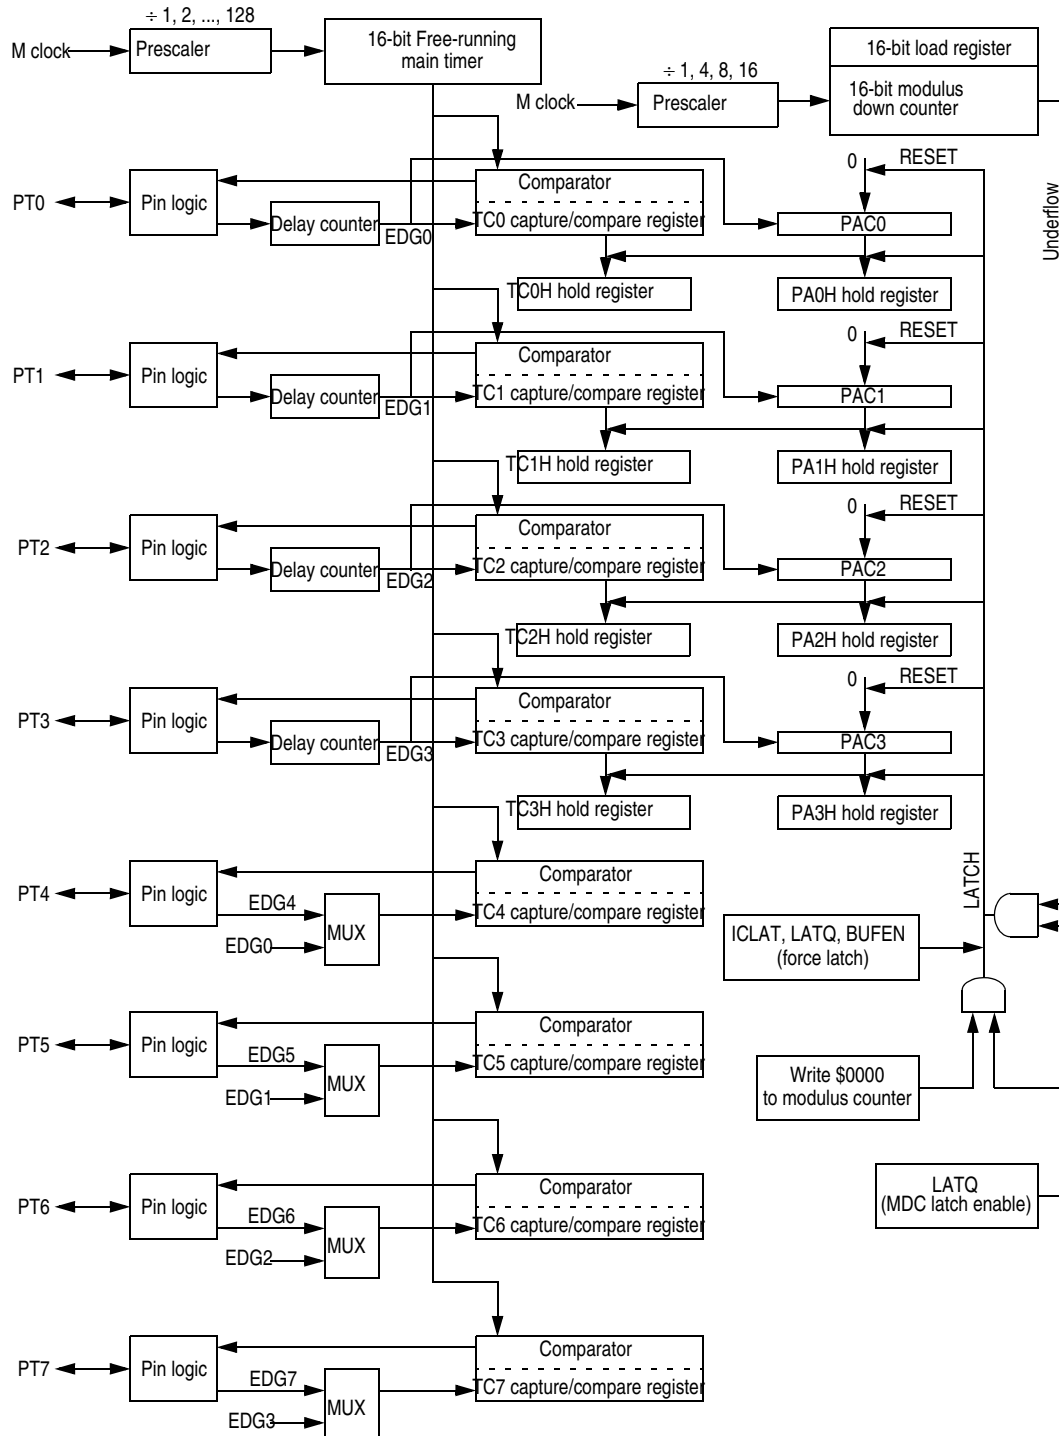 ÷ 1, 2, ..., 128
M clock
Prescaler
16-bit Free-running
main timer
÷ 1, 4, 8, 16
M clock
Prescaler
16-bit load register
16-bit modulus
down counter
Underflow
PT0
Pin logic
Delay counter
EDG0
Comparator
TC0 capture/compare register
TC0H hold register
0
RESET
PAC0
PA0H hold register
PT1
Pin logic
Delay counter
EDG1
Comparator
TC1 capture/compare register
TC1H hold register
0
RESET
PAC1
PA1H hold register
PT2
Pin logic
Delay counter
EDG2
Comparator
TC2 capture/compare register
TC2H hold register
0
RESET
PAC2
PA2H hold register
PT3
Pin logic
Delay counter
EDG3
Comparator
TC3 capture/compare register
TC3H hold register
0
RESET
PAC3
PA3H hold register
LATCH
PT4
Pin logic
EDG4
EDG0
MUX
Comparator
TC4 capture/compare register
ICLAT, LATQ, BUFEN
(force latch)
PT5
Pin logic
EDG5
EDG1
MUX
Comparator
TC5 capture/compare register
Write $0000
to modulus counter
PT6
Pin logic
EDG6
EDG2
MUX
Comparator
TC6 capture/compare register
LATQ
(MDC latch enable)
PT7
Pin logic
EDG7
EDG3
MUX
Comparator
TC7 capture/compare register